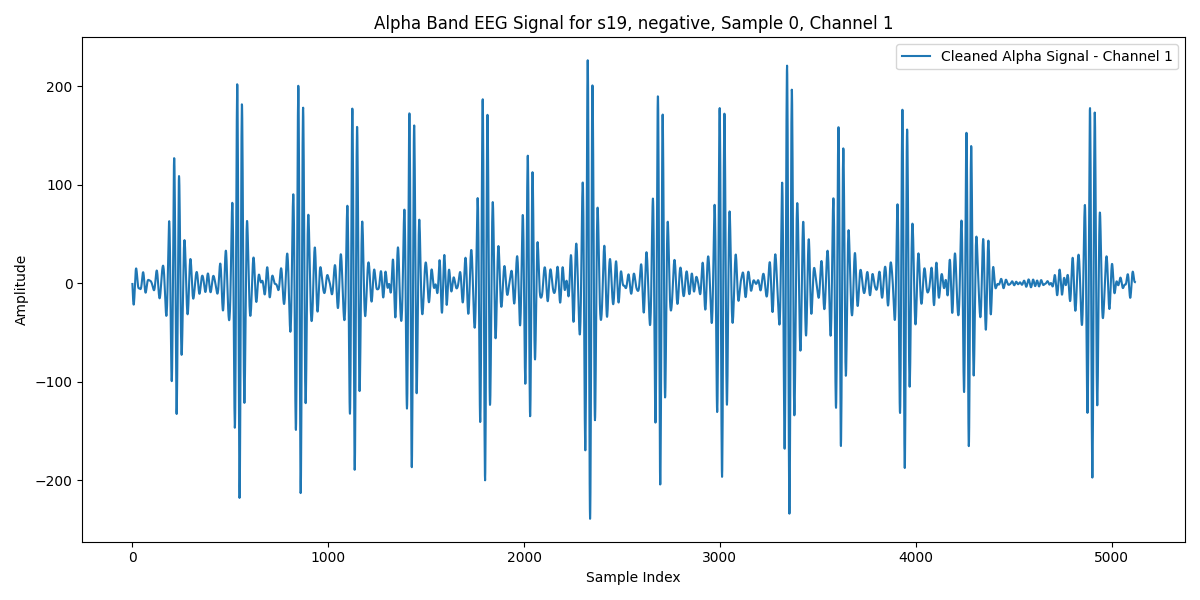 Alpha Band EEG Signal for s19, negative, Sample 0, Channel 1
Cleaned Alpha Signal - Channel 1
Amplitude
200
100
0
−100
−200
0 1000 2000 3000 4000 5000
Sample Index